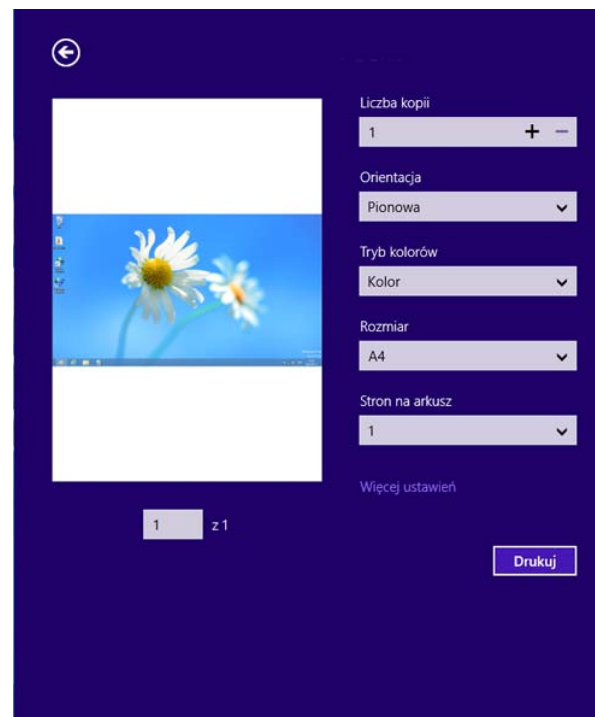 Liczba kopii
1
Orientacja
Pionowa
Tryb kolorów
Kolor
Rozmiar
A4
Stron na arkusz
1
Więcej ustawień
1 z 1
Drukuj